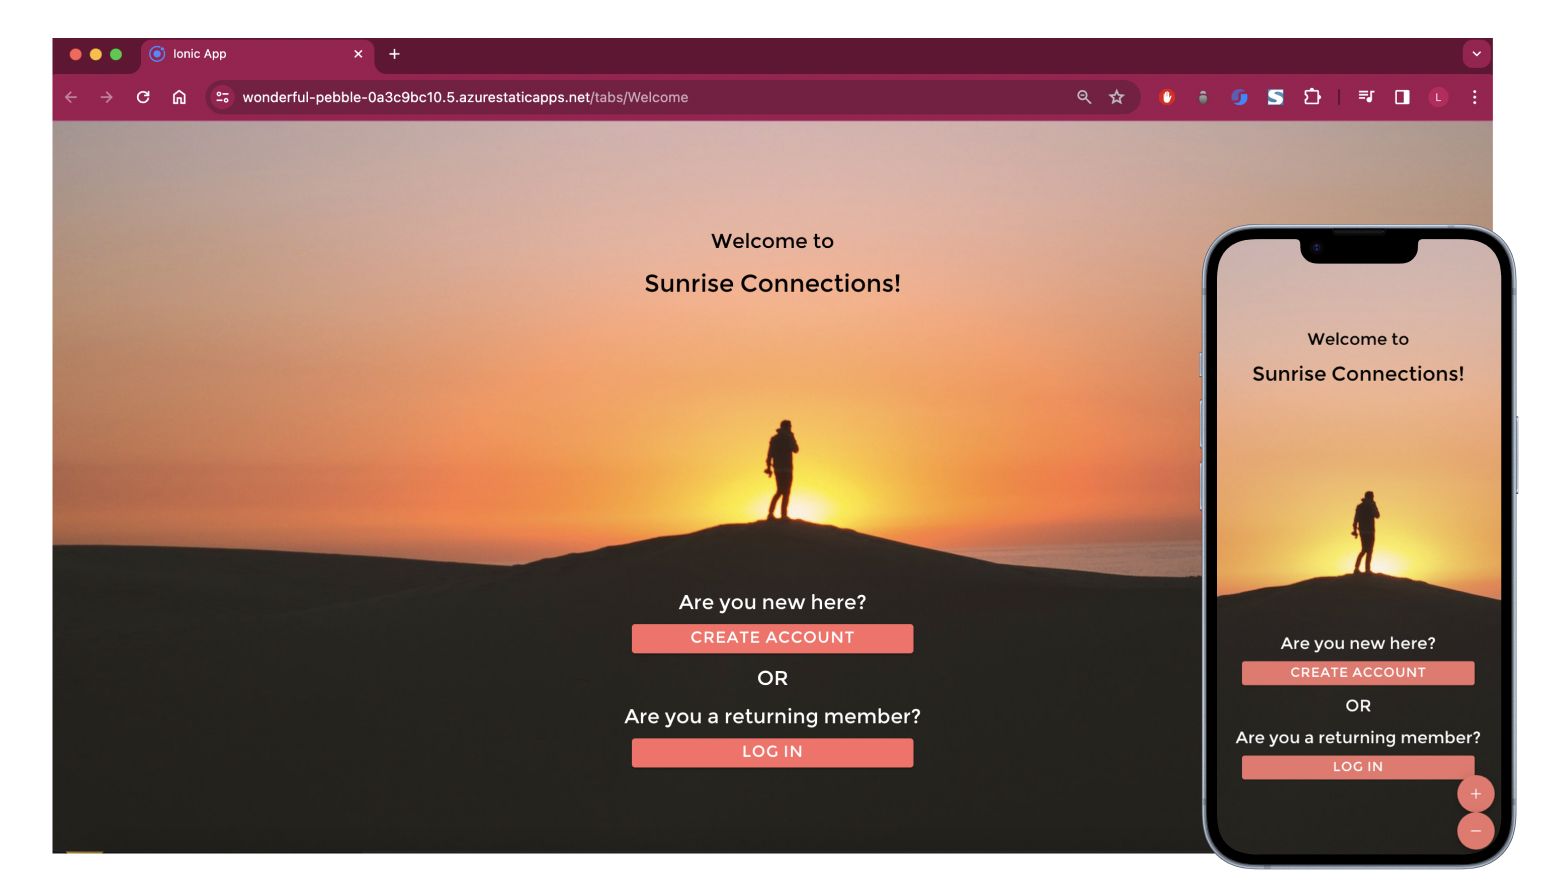 Ionic App
wonderful-pebble-0a3c9bc10.5.azurestaticapps.net/tabs/Welcome
L
Welcome to
Sunrise Connections!
Are you new here?
CREATE ACCOUNT
OR
Are you a returning member?
LOG IN
Welcome to
Sunrise Connections!
Are you new here?
CREATE ACCOUNT
OR
Are you a returning member?
LOG IN
+
−